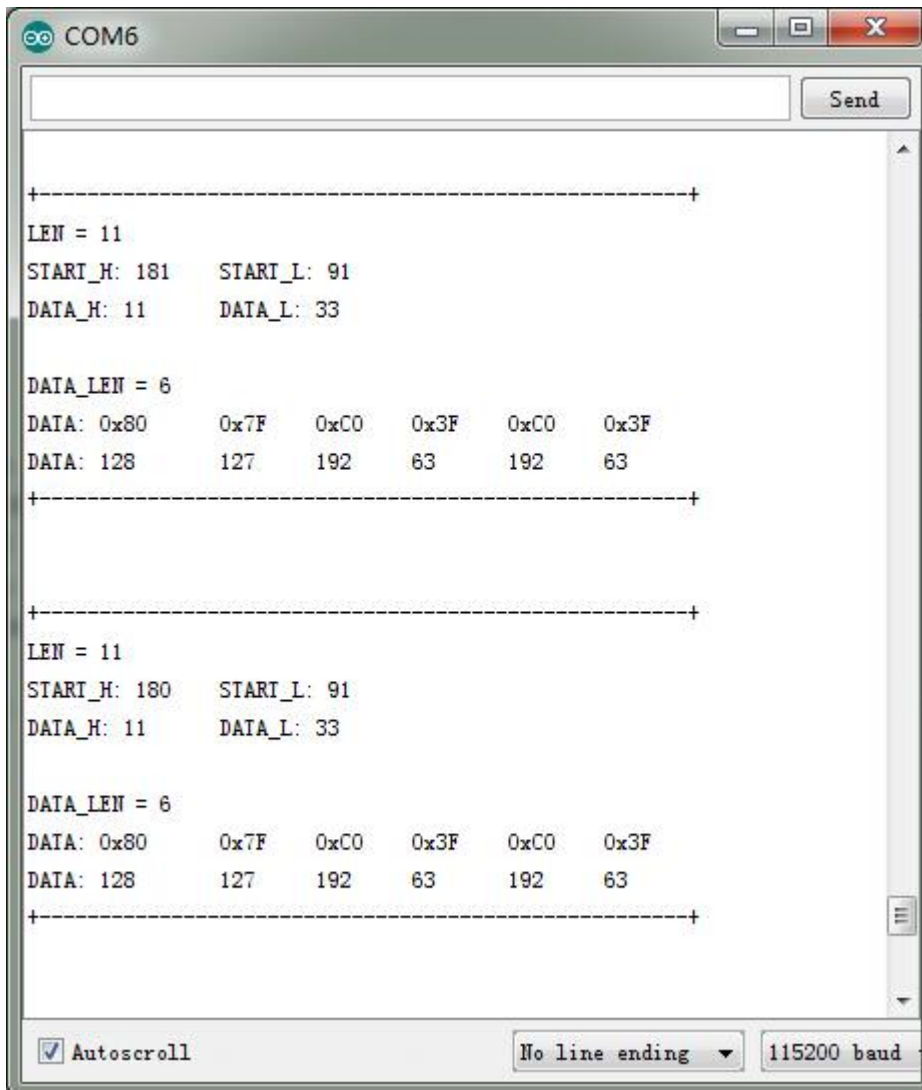 COM6
Send
+------------------------------------------------------+
LEN = 11
START_H: 181 START_L: 91
DATA_H: 11 DATA_L: 33
DATA_LEN = 6
DATA: 0x80 0x7F 0xC0 0x3F 0xC0 0x3F
DATA: 128 127 192 63 192 63
+------------------------------------------------------+
+------------------------------------------------------+
LEN = 11
START_H: 180 START_L: 91
DATA_H: 11 DATA_L: 33
DATA_LEN = 6
DATA: 0x80 0x7F 0xC0 0x3F 0xC0 0x3F
DATA: 128 127 192 63 192 63
+------------------------------------------------------+
Autoscroll No line ending 115200 baud